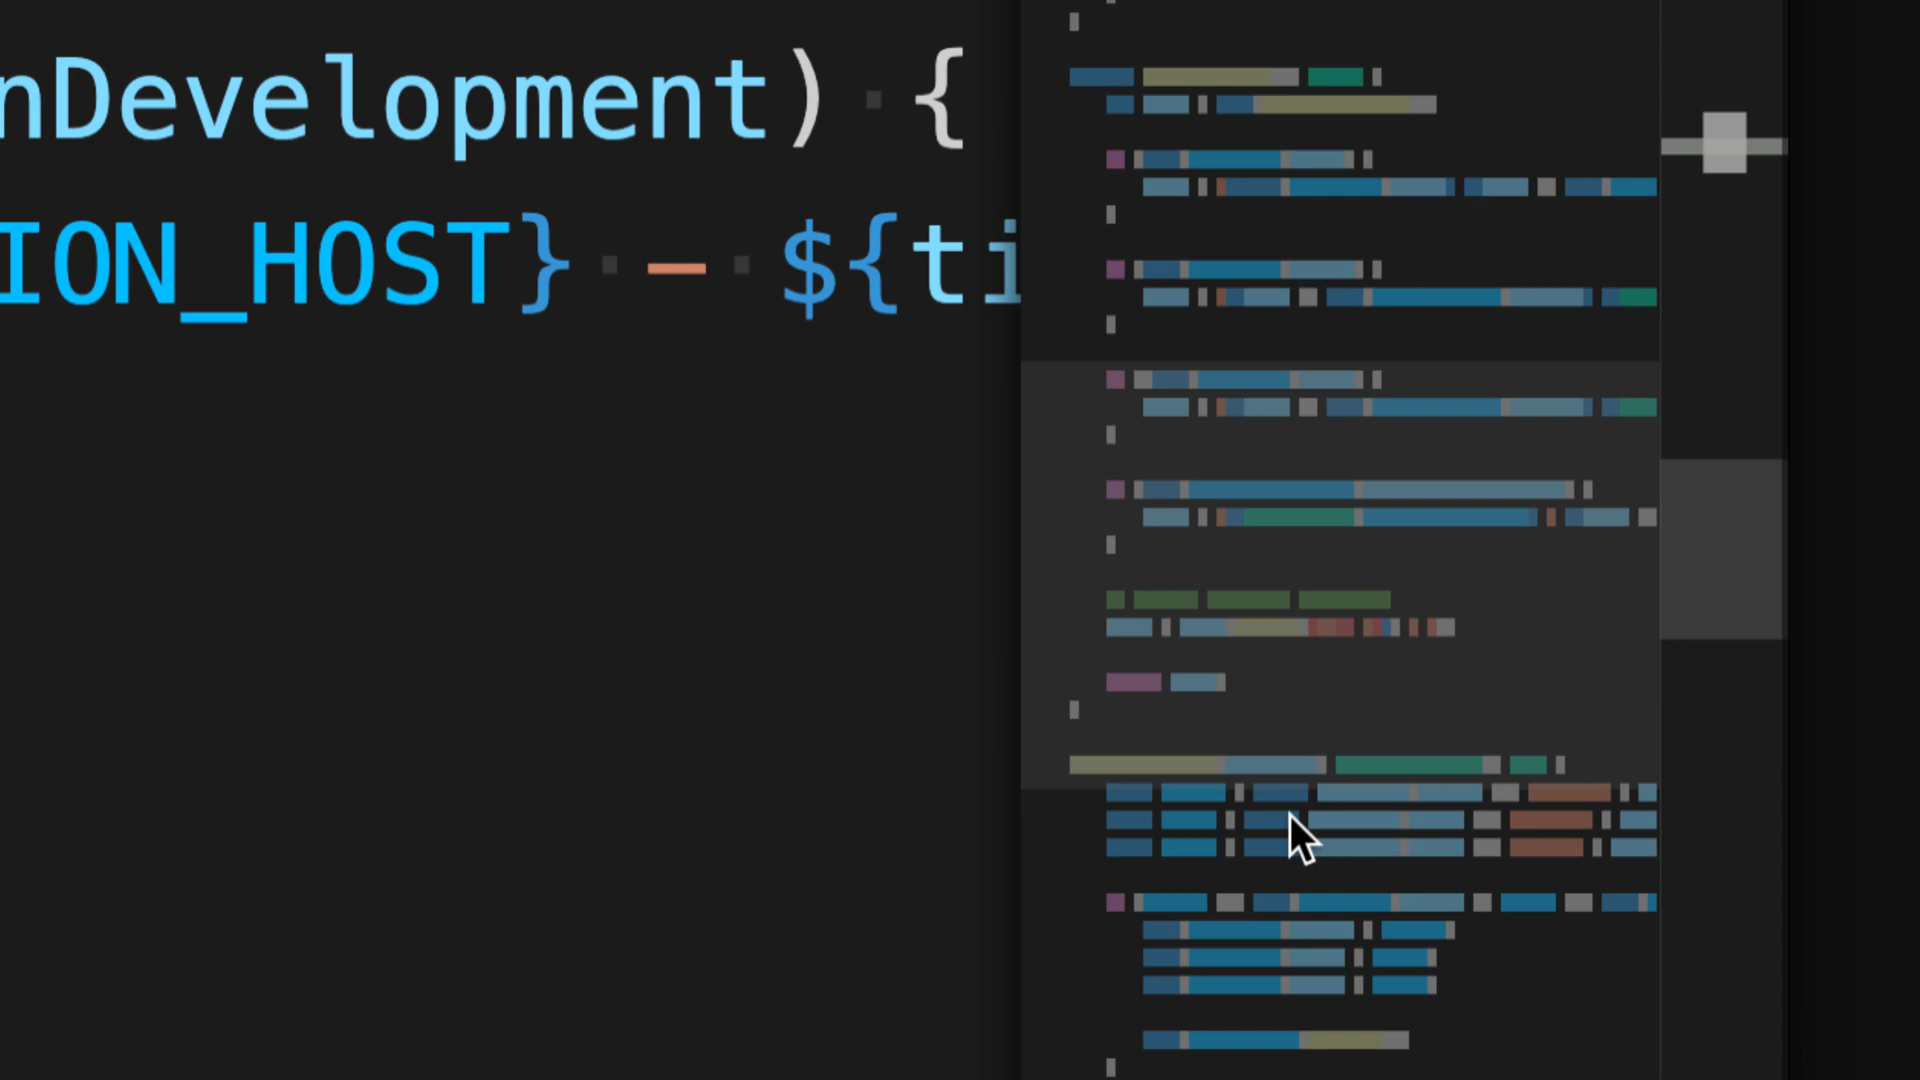 nDevelopment) {
ION_HOST} - ${ti